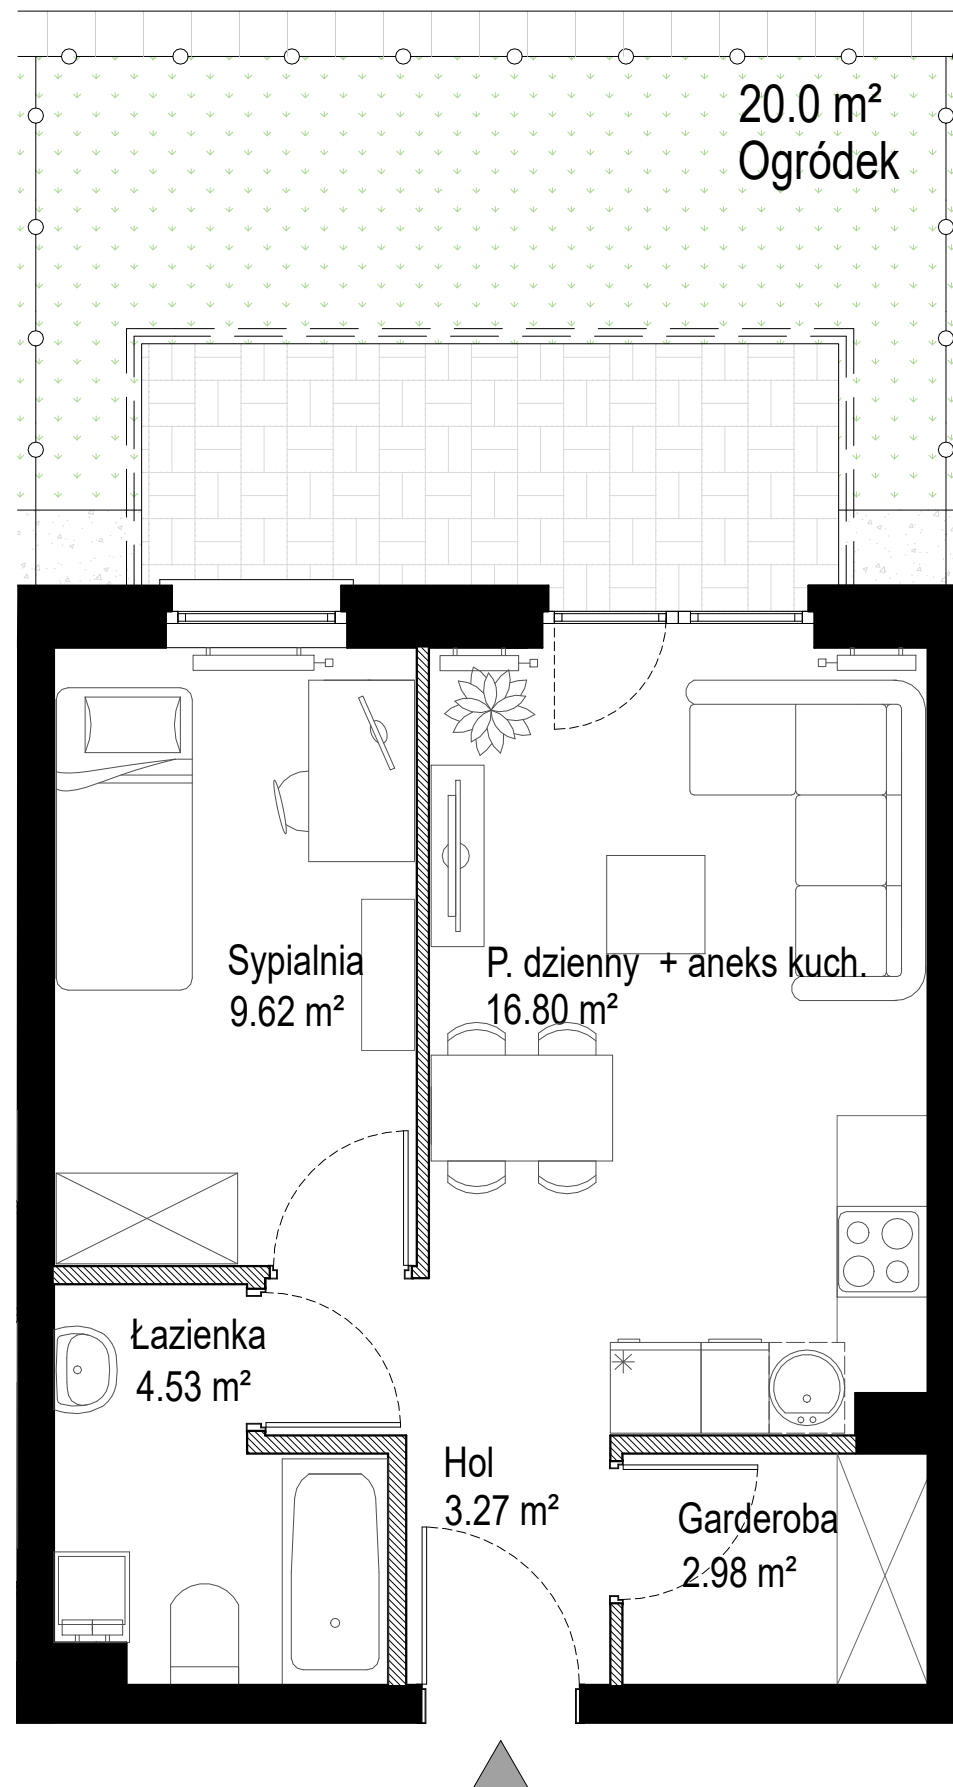 20.0 m²
Ogródek
Sypialnia
9.62 m²
P. dzienny + aneks kuch.
16.80 m²
Łazienka
4.53 m²
Hol
3.27 m²
Garderoba
2.98 m²